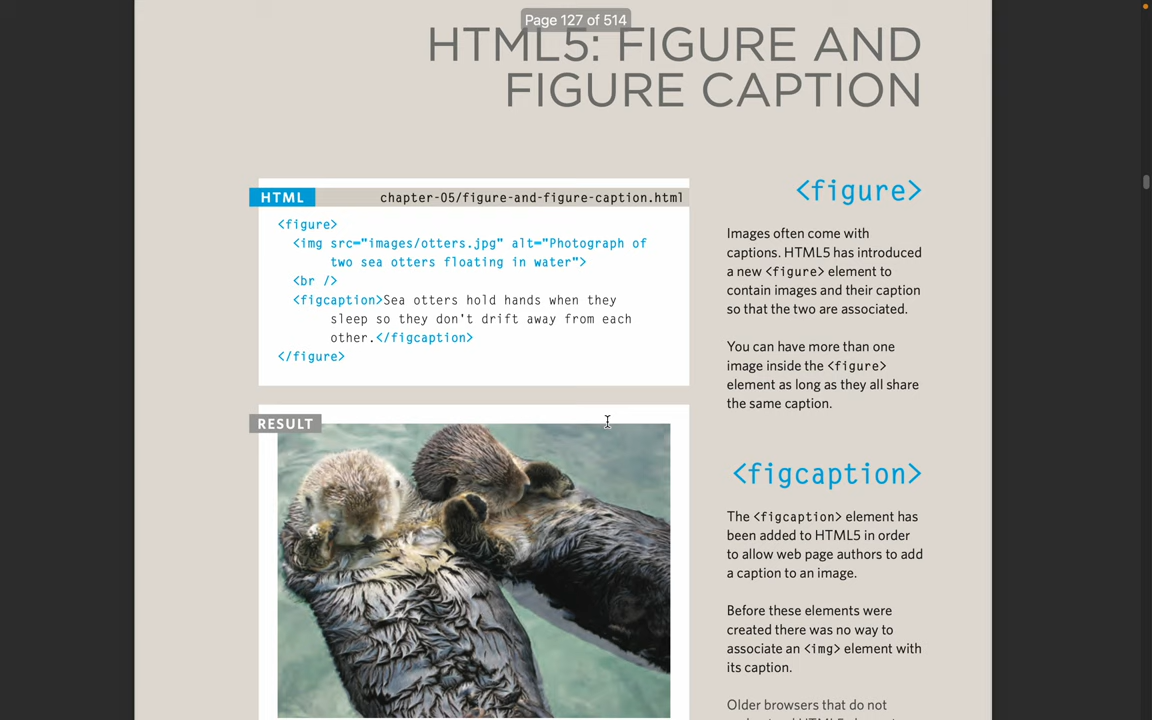 Page 127 of 514
HTML5: FIGURE AND
FIGURE CAPTION
HTML
chapter-05/figure-and-figure-caption.html
<figure>
<img src="images/otters.jpg" alt="Photograph of
two sea otters floating in water">
<br />
<figcaption>Sea otters hold hands when they
sleep so they don't drift away from each
other.</figcaption>
</figure>
RESULT
<figure>
Images often come with
captions. HTML5 has introduced
a new <figure> element to
contain images and their caption
so that the two are associated.
You can have more than one
image inside the <figure>
element as long as they all share
the same caption.
<figcaption>
The <figcaption> element has
been added to HTML5 in order
to allow web page authors to add
a caption to an image.
Before these elements were
created there was no way to
associate an <img> element with
its caption.
Older browsers that do not